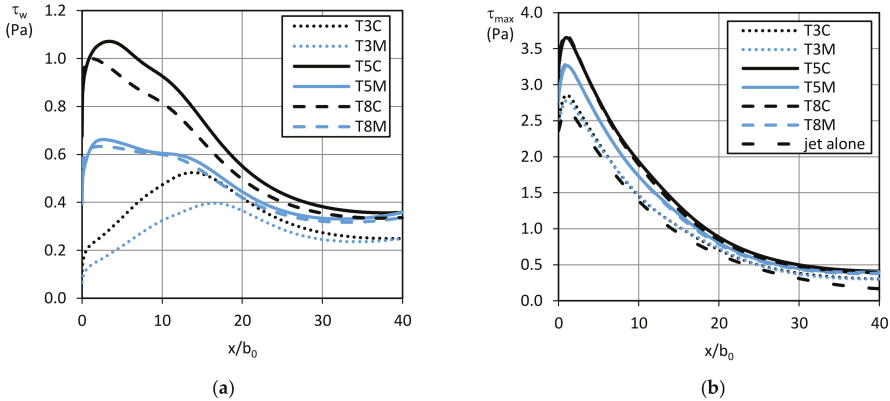 τw
(Pa)
1.2
1.0
0.8
0.6
0.4
0.2
0.0
0 10 20 30 40
x/b0
T3C
T3M
T5C
T5M
T8C
T8M
(a)
τmax
(Pa)
4.0
3.5
3.0
2.5
2.0
1.5
1.0
0.5
0.0
0 10 20 30 40
x/b0
T3C
T3M
T5C
T5M
T8C
T8M
jet alone
(b)